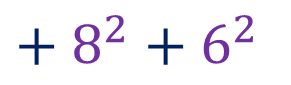 + 8² + 6²